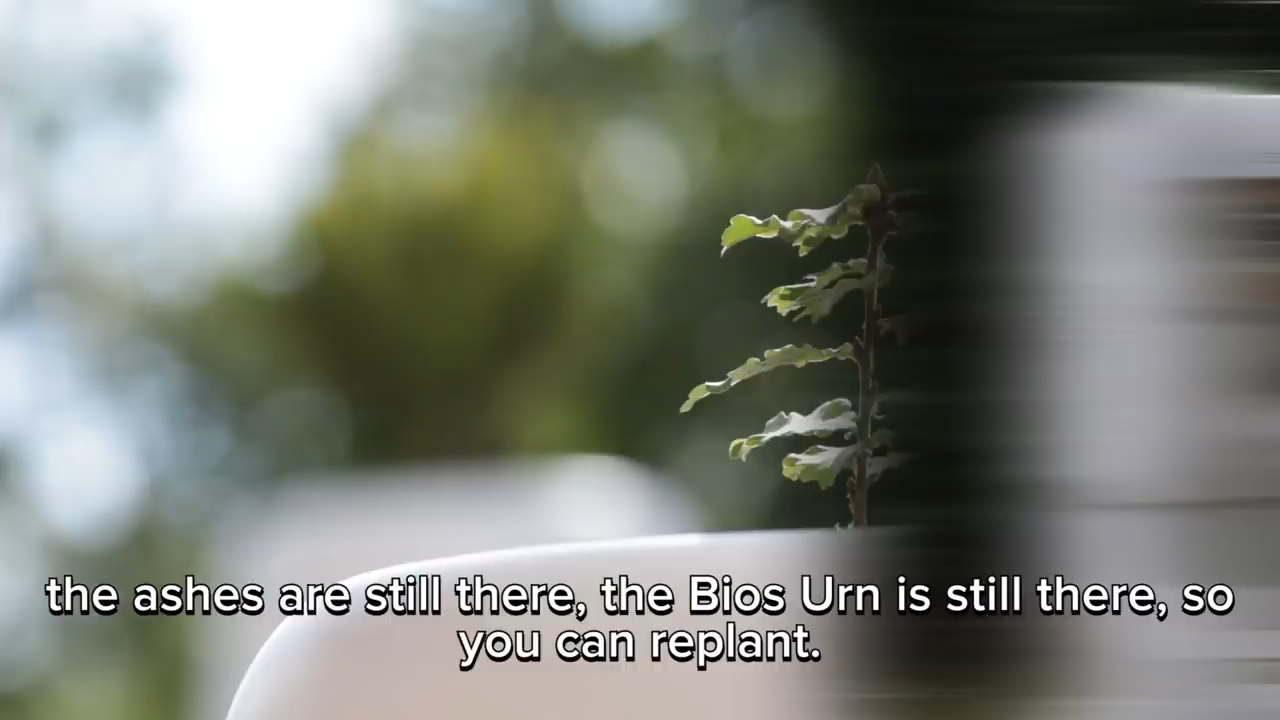 the ashes are still there, the Bios Urn is still there, so
you can replant.